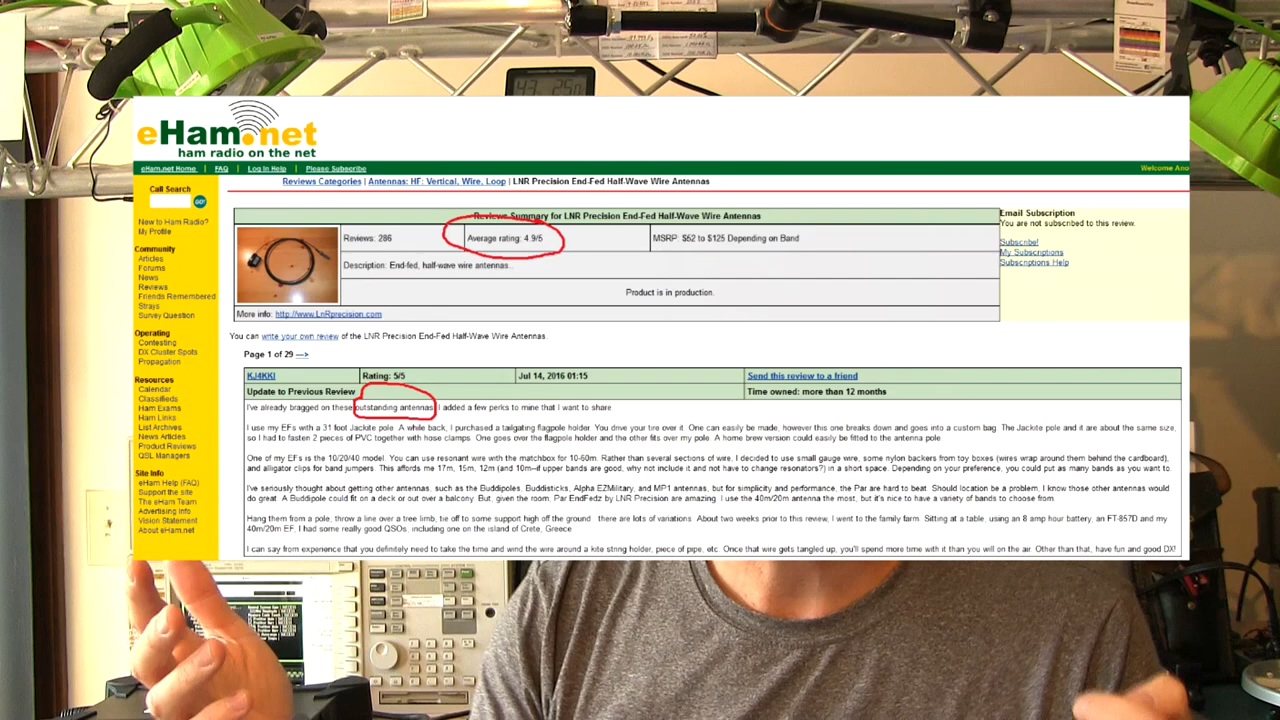 eHam.net
ham radio on the net
eHam.net Home | FAQ | Log In Help | Please Subscribe
Welcome Ano
Call Search
GO!
New to Ham Radio?
My Profile
Community
Articles
Forums
News
Reviews
Friends Remembered
Strays
Survey Question
Operating
Contesting
DX Cluster Spots
Propagation
Resources
Calendar
Classifieds
Ham Exams
Ham Links
List Archives
News Articles
Product Reviews
QSL Managers
Site Info
eHam Help (FAQ)
Support the site
The eHam Team
Advertising Info
Vision Statement
About eHam.net
Reviews Categories | Antennas: HF: Vertical, Wire, Loop | LNR Precision End-Fed Half-Wave Wire Antennas
Reviews Summary for LNR Precision End-Fed Half-Wave Wire Antennas
Reviews: 286
Average rating: 4.9/5
MSRP: $62 to $125 Depending on Band
Description: End-fed, half-wave wire antennas.
Product is in production.
More info: http://www.LnRprecision.com
Email Subscription
You are not subscribed to this review.
Subscribe!
My Subscriptions
Subscriptions Help
You can write your own review of the LNR Precision End-Fed Half-Wave Wire Antennas.
Page 1 of 29 -->
KJ4KKI
Rating: 5/5
Jul 14, 2016 01:15
Send this review to a friend
Update to Previous Review
Time owned: more than 12 months
I've already bragged on these outstanding antennas. I added a few perks to mine that I want to share
I use my EFs with a 31 foot Jackite pole. A while back, I purchased a tailgating flagpole holder. You drive your tire over it. One can easily be made, however this one breaks down and goes into a custom bag. The Jackite pole and it are about the same size,
so I had to fasten 2 pieces of PVC together with hose clamps. One goes over the flagpole holder and the other fits over my pole. A home brew version could easily be fitted to the antenna pole
One of my EFs is the 10/20/40 model. You can use resonant wire with the matchbox for 10-60m. Rather than several sections of wire, I decided to use small gauge wire, some nylon backers from toy boxes (wires wrap around them behind the cardboard),
and alligator clips for band jumpers. This affords me 17m, 15m, 12m (and 10m--if upper bands are good, why not include it and not have to change resonators?) in a short space. Depending on your preference, you could put as many bands as you want to.
I've seriously thought about getting other antennas, such as the Buddipoles, Buddisticks, Alpha EZMilitary, and MP1 antennas, but for simplicity and performance, the Par are hard to beat. Should location be a problem, I know those other antennas would
do great. A Buddipole could fit on a deck or out over a balcony. But, given the room, Par EndFedz by LNR Precision are amazing. I use the 40m/20m antenna the most, but it's nice to have a variety of bands to choose from
Hang them from a pole, throw a line over a tree limb, tie off to some support high off the ground there are lots of variations. About two weeks prior to this review, I went to the family farm. Sitting at a table, using an 8 amp hour battery, an FT-857D and my
40m/20m EF, I had some really good QSOs, including one on the island of Crete, Greece
I can say from experience that you definitely need to take the time and wind the wire around a kite string holder, piece of pipe, etc. Once that wire gets tangled up, you'll spend more time with it than you will on the air. Other than that, have fun and good DX!